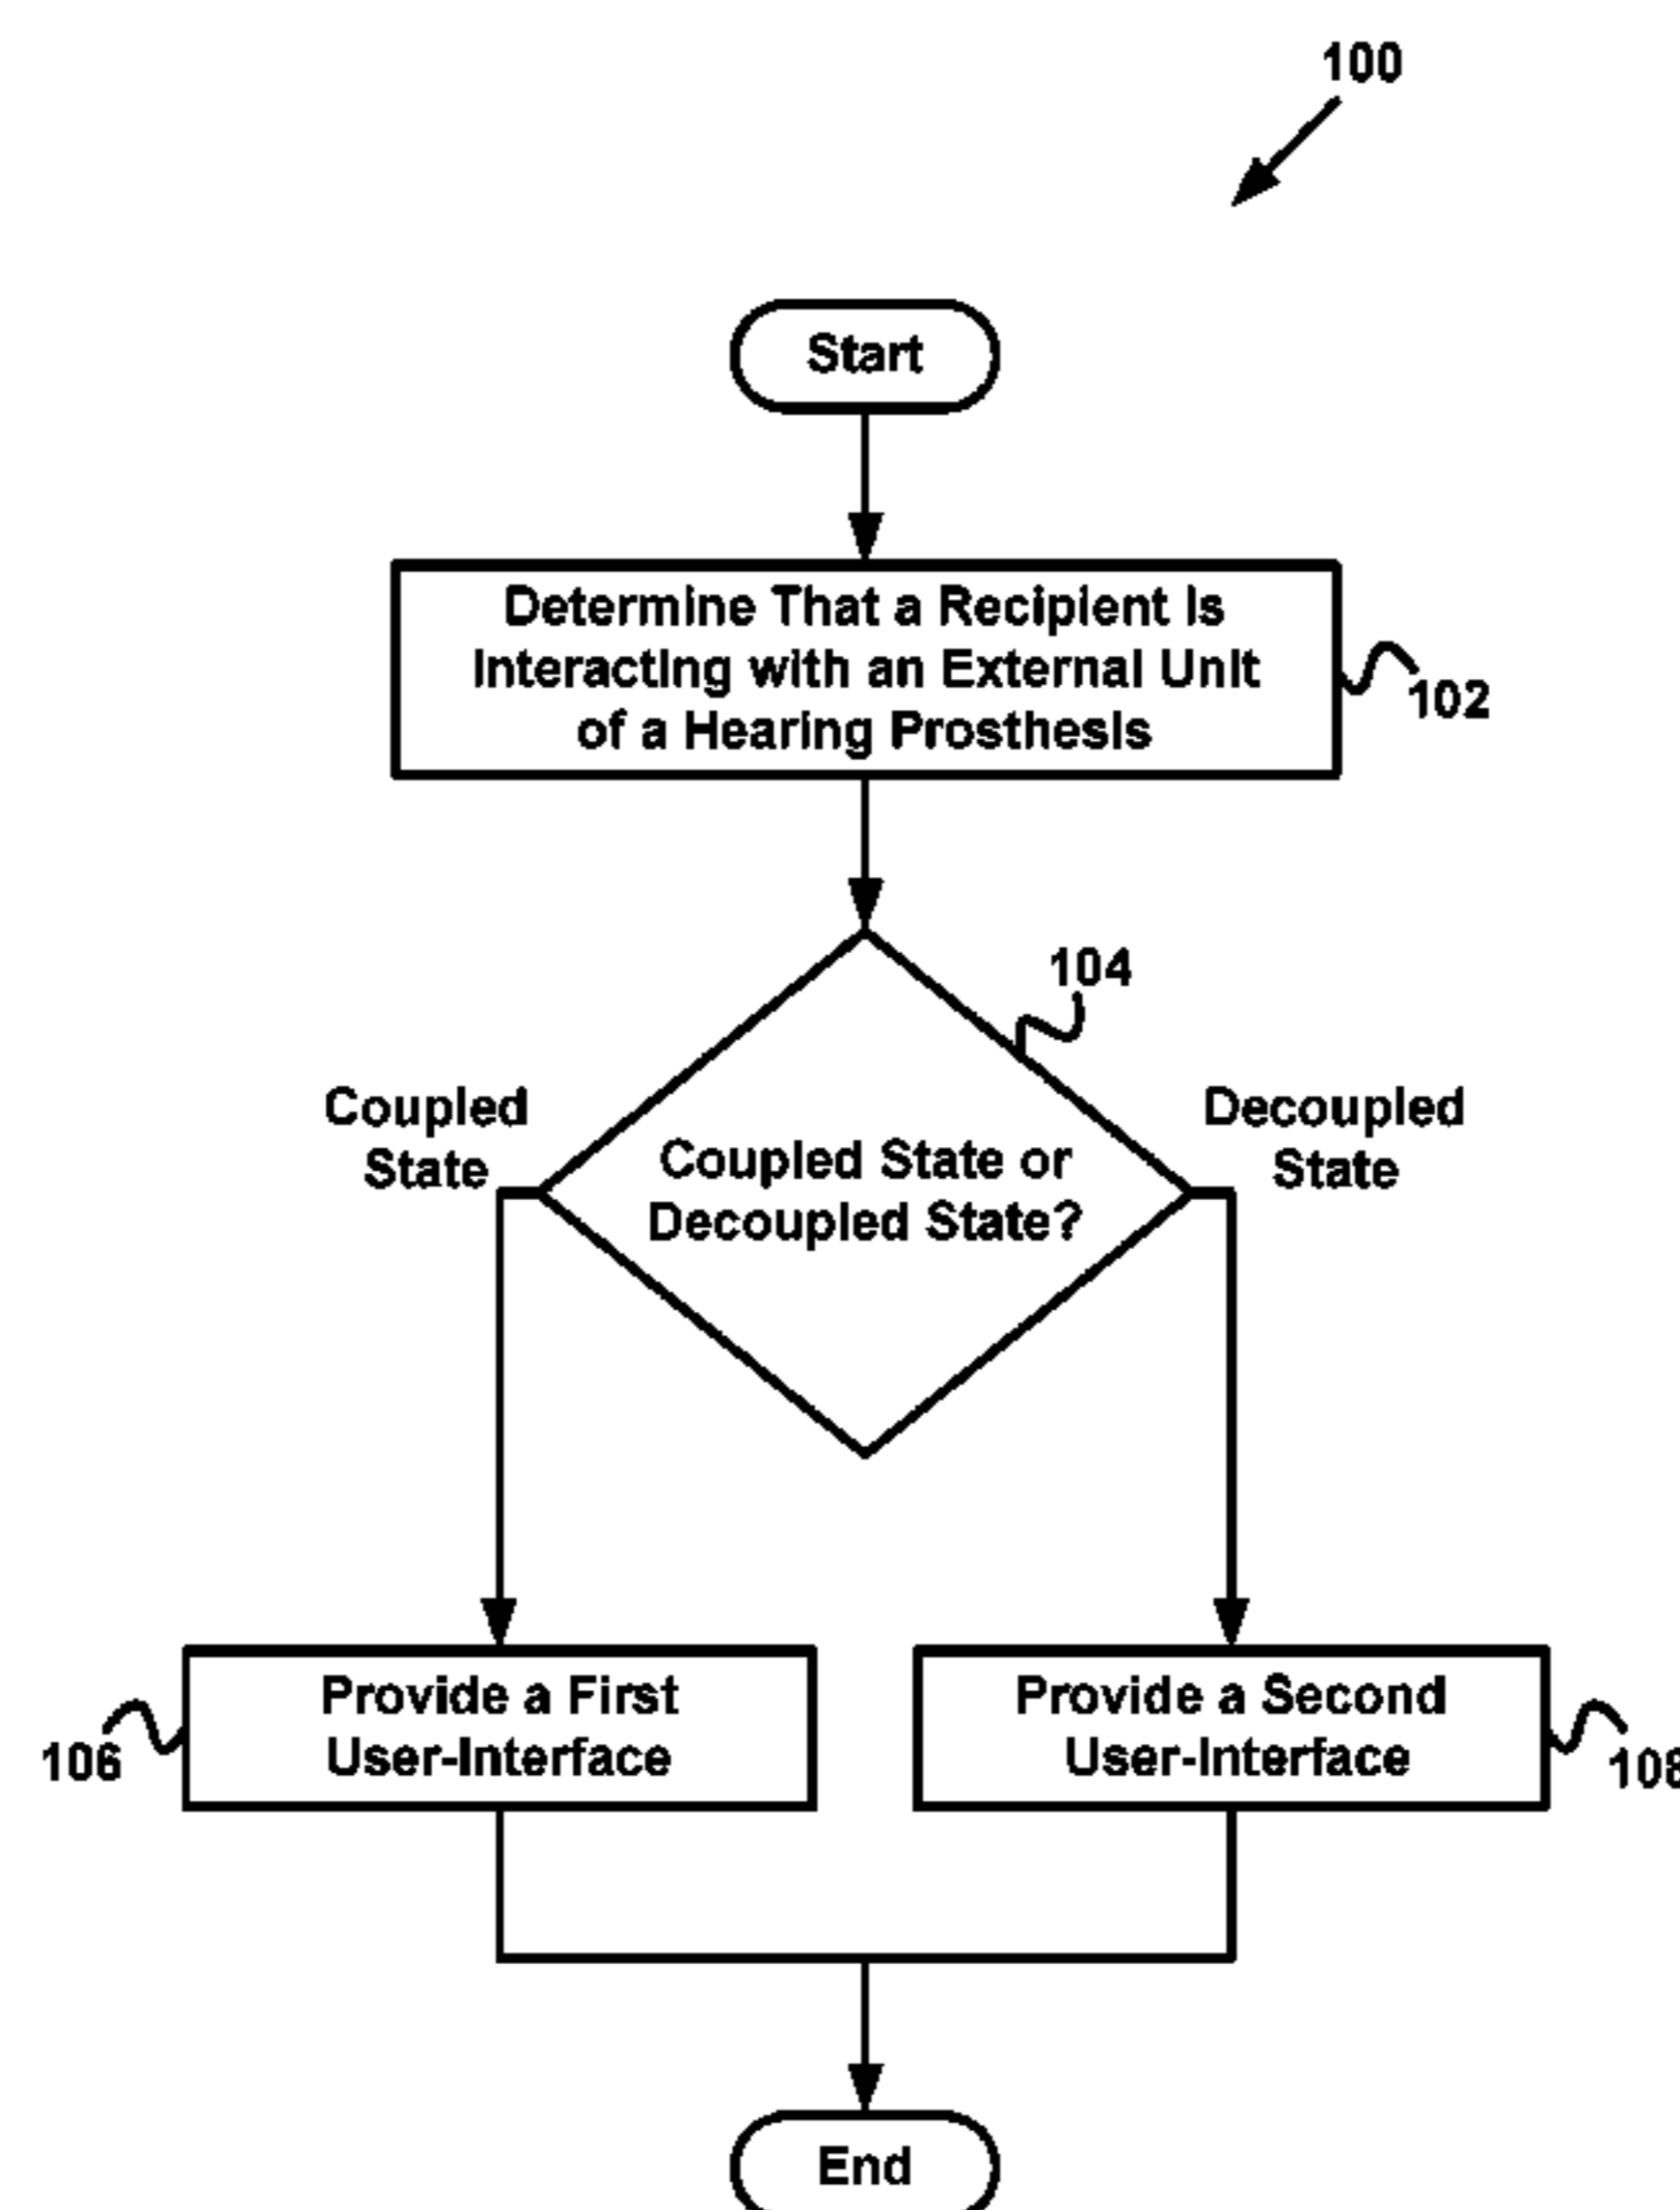 100
Start
Determine That a Recipient is
Interacting with an External Unit
of a Hearing Prosthesis
102
104
Coupled
State
Coupled State or
Decoupled State?
Decoupled
State
Provide a First
User-Interface
106
Provide a Second
User-Interface
108
End